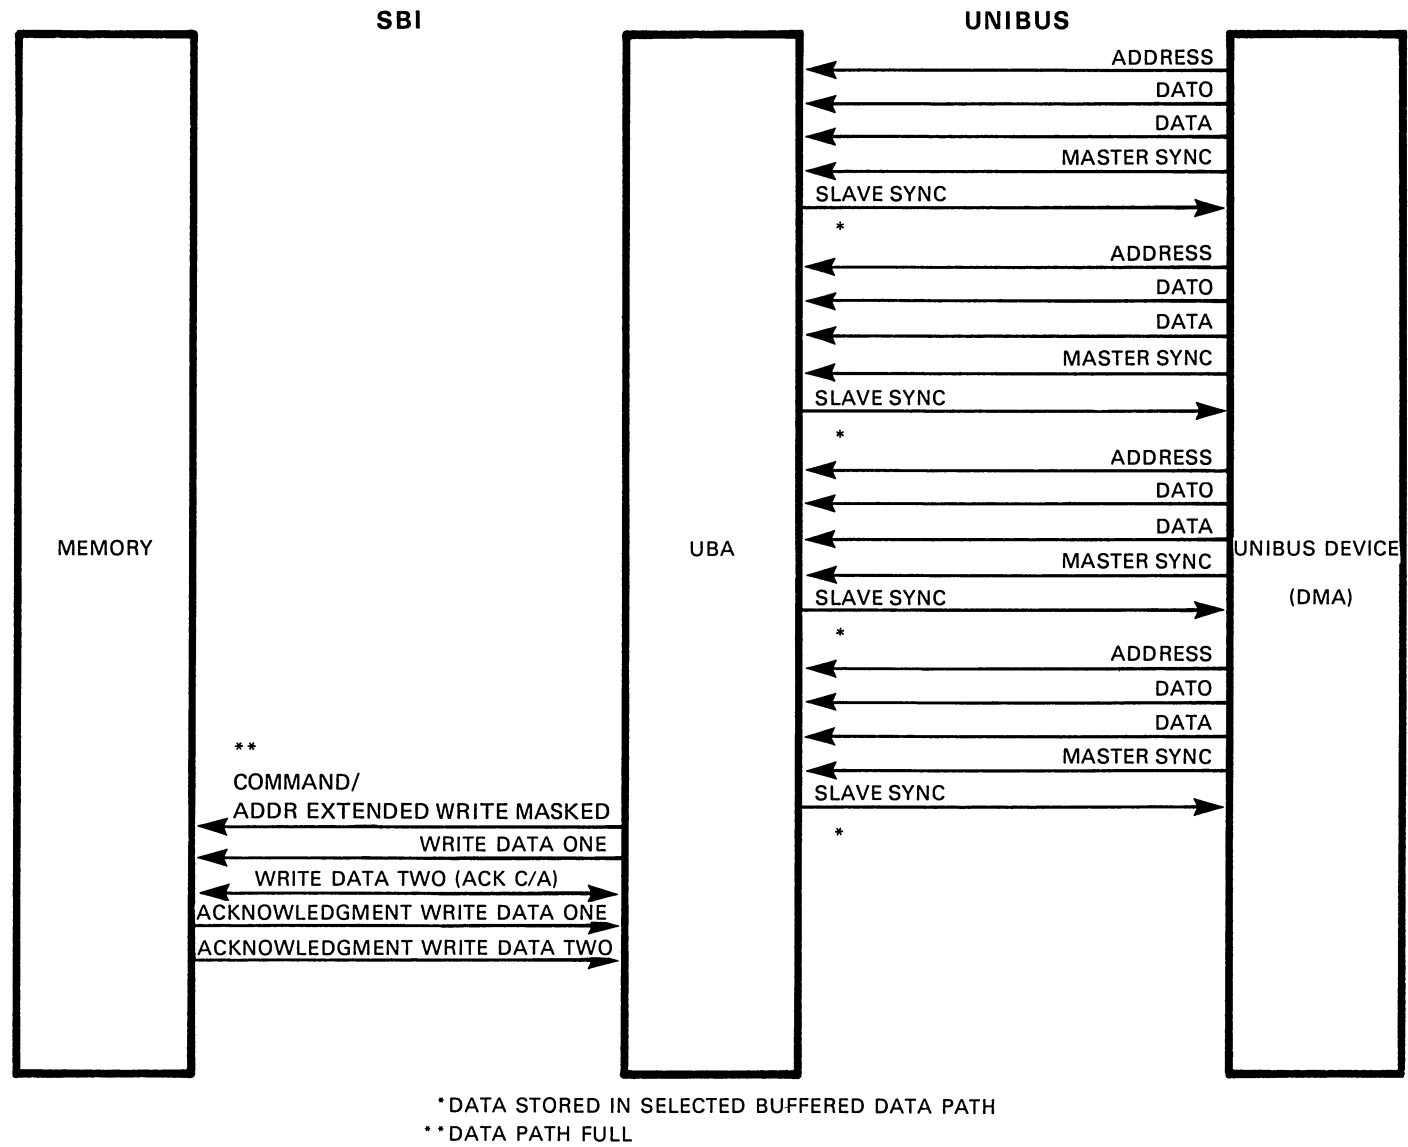 SBI
UNIBUS
ADDRESS
DATO
DATA
MASTER SYNC
SLAVE SYNC
*
ADDRESS
DATO
DATA
MASTER SYNC
SLAVE SYNC
*
ADDRESS
DATO
DATA
MEMORY
UBA
UNIBUS DEVICE
(DMA)
MASTER SYNC
SLAVE SYNC
*
ADDRESS
DATO
DATA
MASTER SYNC
SLAVE SYNC
*
**
COMMAND/
ADDR EXTENDED WRITE MASKED
WRITE DATA ONE
WRITE DATA TWO (ACK C/A)
ACKNOWLEDGMENT WRITE DATA ONE
ACKNOWLEDGMENT WRITE DATA TWO
*DATA STORED IN SELECTED BUFFERED DATA PATH
**DATA PATH FULL